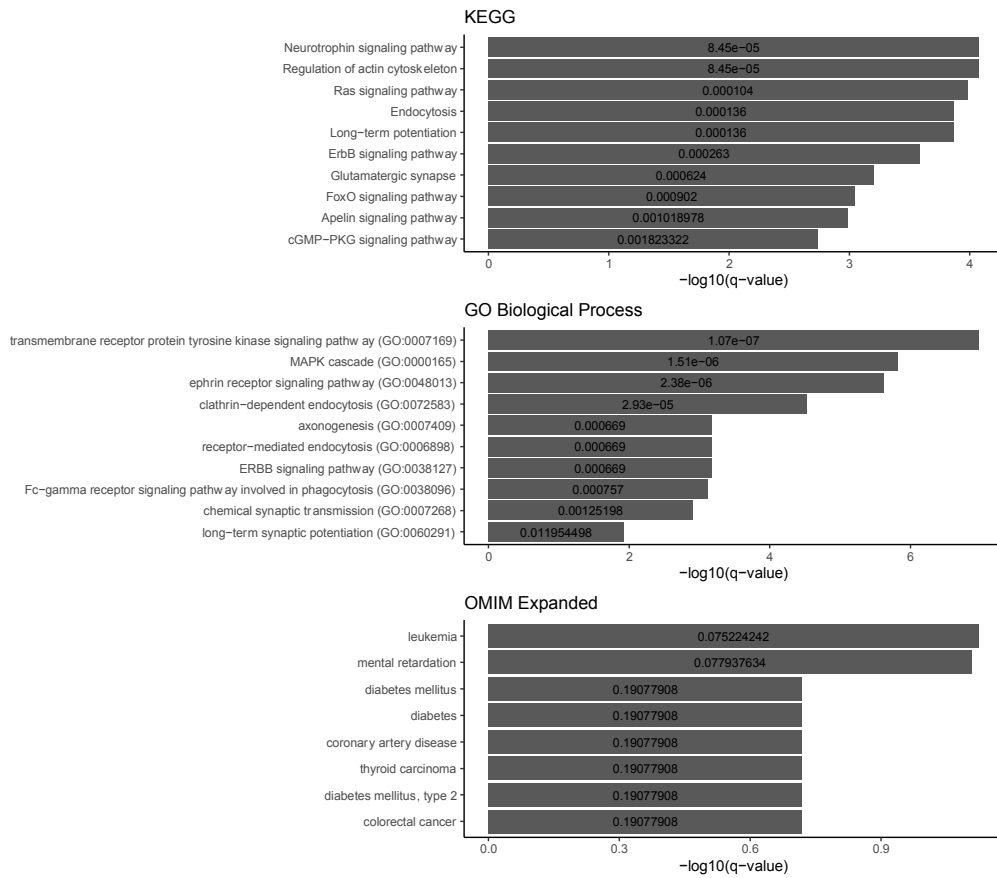 KEGG
Neurotrophin signaling pathway 8.45e−05
Regulation of actin cytoskeleton 8.45e−05
Ras signaling pathway 0.000104
Endocytosis 0.000136
Long−term potentiation 0.000136
ErbB signaling pathway 0.000263
Glutamatergic synapse 0.000624
FoxO signaling pathway 0.000902
Apelin signaling pathway 0.001018978
cGMP−PKG signaling pathway 0.001823322
0 1 2 3 4
−log10(q−value)
GO Biological Process
transmembrane receptor protein tyrosine kinase signaling pathway (GO:0007169) 1.07e−07
MAPK cascade (GO:0000165) 1.51e−06
ephrin receptor signaling pathway (GO:0048013) 2.38e−06
clathrin−dependent endocytosis (GO:0072583) 2.93e−05
axonogenesis (GO:0007409) 0.000669
receptor−mediated endocytosis (GO:0006898) 0.000669
ERBB signaling pathway (GO:0038127) 0.000669
Fc−gamma receptor signaling pathway involved in phagocytosis (GO:0038096) 0.000757
chemical synaptic transmission (GO:0007268) 0.00125198
long−term synaptic potentiation (GO:0060291) 0.011954498
0 2 4 6
−log10(q−value)
OMIM Expanded
leukemia 0.075224242
mental retardation 0.077937634
diabetes mellitus 0.19077908
diabetes 0.19077908
coronary artery disease 0.19077908
thyroid carcinoma 0.19077908
diabetes mellitus, type 2 0.19077908
colorectal cancer 0.19077908
0.0 0.3 0.6 0.9
−log10(q−value)